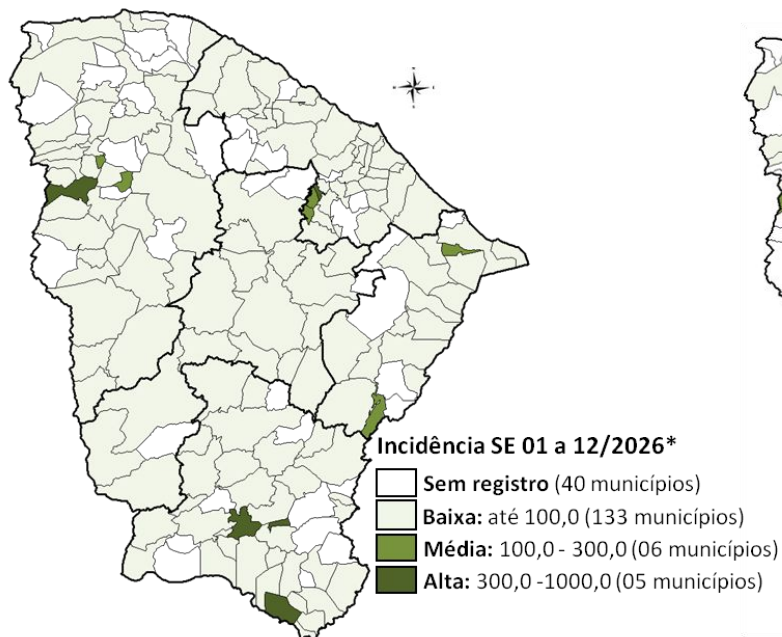 Incidência SE 01 a 12/2026*
Sem registro (40 municípios)
Baixa: até 100,0 (133 municípios)
Média: 100,0 - 300,0 (06 municípios)
Alta: 300,0 -1000,0 (05 municípios)